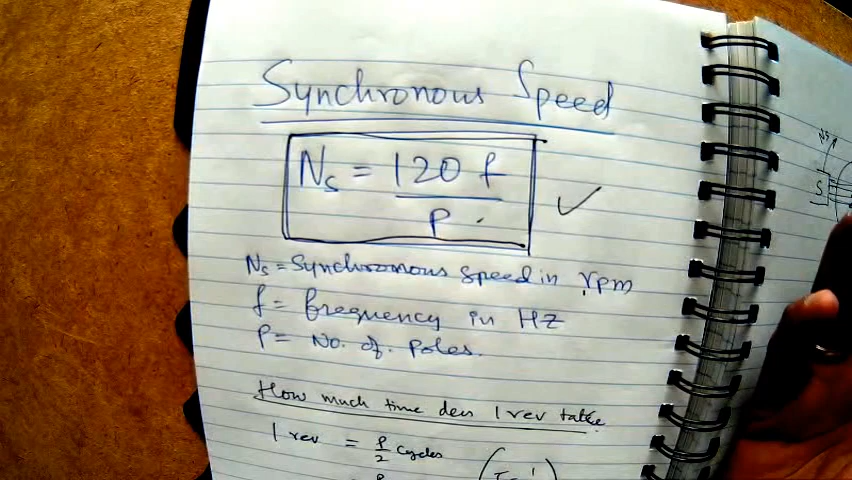 Synchronous Speed
Ns = 120 f
P.
Ns = Synchronous speed in rpm
f = frequency in HZ
P = No. of. Poles.
How much time does 1 rev take
1 rev = P/2 cycles
S